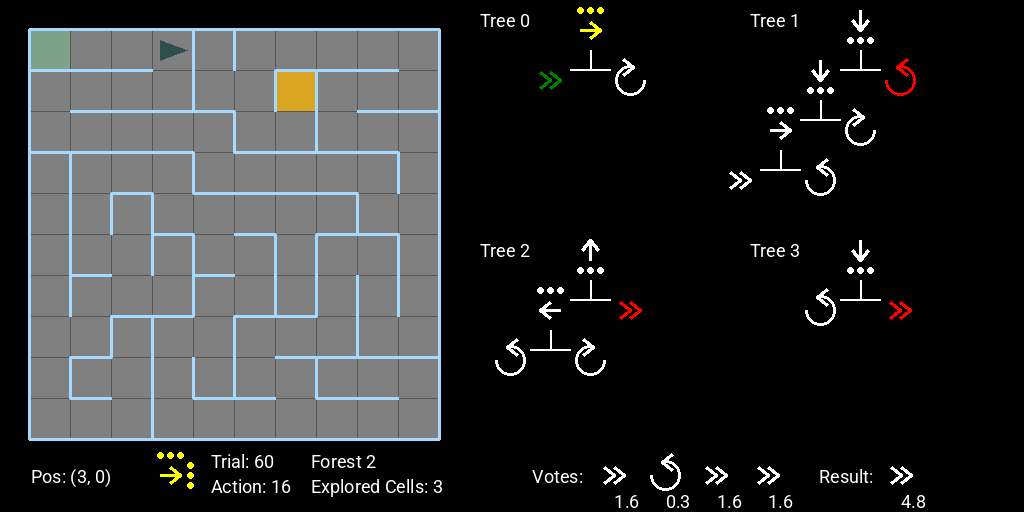 Tree 0
Tree 1
Tree 2
Tree 3
Pos: (3, 0)
Trial: 60
Forest 2
Action: 16
Explored Cells: 3
Votes:
1.6
0.3
1.6
1.6
Result:
4.8